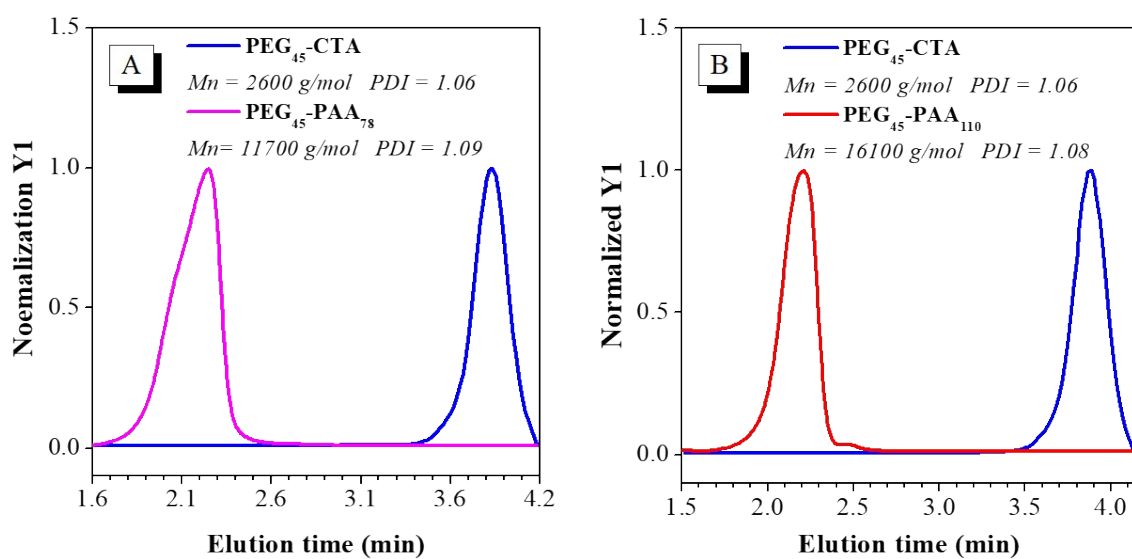 A
PEG₄₅-CTA
Mn = 2600 g/mol PDI = 1.06
PEG₄₅-PAA₇₈
Mn= 11700 g/mol PDI = 1.09
Noemalization Y1
1.5
1.0
0.5
0.0
1.6 2.1 2.6 3.1 3.6 4.2
Elution time (min)
B
PEG₄₅-CTA
Mn = 2600 g/mol PDI = 1.06
PEG₄₅-PAA₁₁₀
Mn = 16100 g/mol PDI = 1.08
Normalized Y1
1.5
1.0
0.5
0.0
1.5 2.0 2.5 3.0 3.5 4.0
Elution time (min)